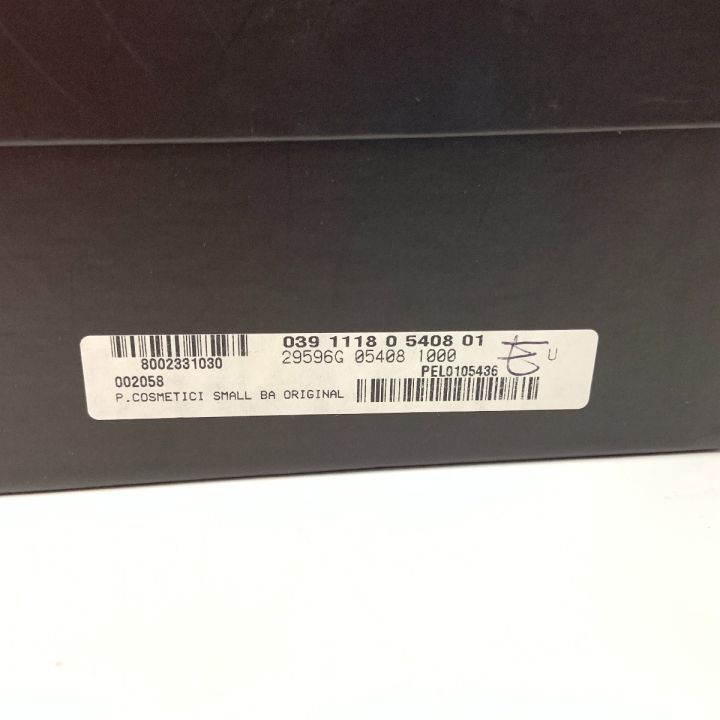 039 1118 0 5408 01
8002331030
29596G 05408 1000
U
002058
PEL0105436
P.COSMETICI SMALL BA ORIGINAL